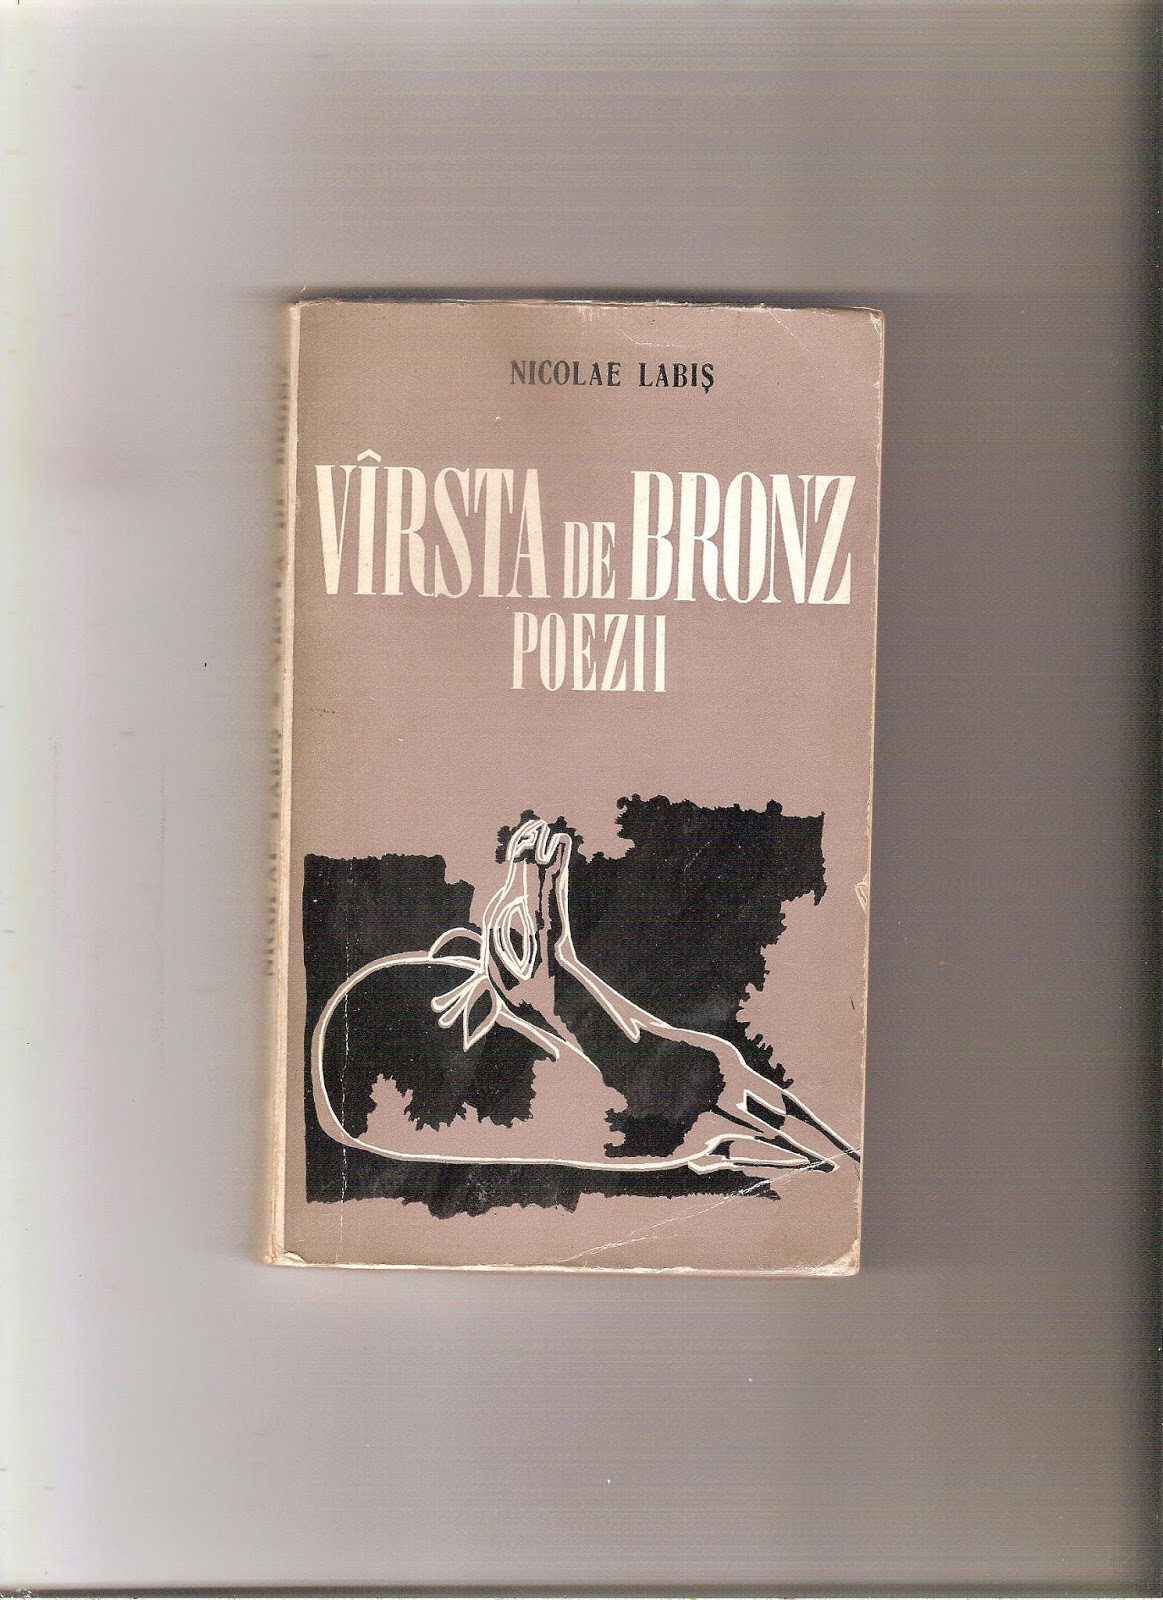 NICOLAE LABIŞ
VÎRSTA DE BRONZ
POEZII